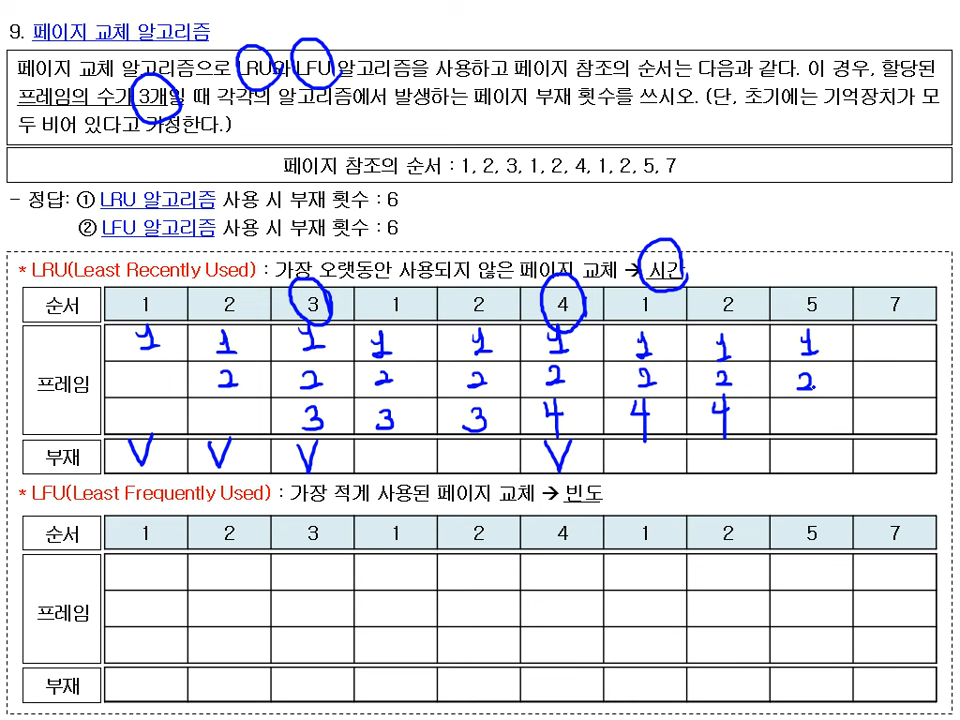 9. 페이지 교체 알고리즘
페이지 교체 알고리즘으로 LRU와 LFU 알고리즘을 사용하고 페이지 참조의 순서는 다음과 같다. 이 경우, 할당된
프레임의 수가 3개일 때 각각의 알고리즘에서 발생하는 페이지 부재 횟수를 쓰시오. (단, 초기에는 기억장치가 모
두 비어 있다고 가정한다.)
페이지 참조의 순서 : 1, 2, 3, 1, 2, 4, 1, 2, 5, 7
- 정답: ① LRU 알고리즘 사용 시 부재 횟수 : 6
② LFU 알고리즘 사용 시 부재 횟수 : 6
* LRU(Least Recently Used) : 가장 오랫동안 사용되지 않은 페이지 교체 → 시간
순서 1 2 3 1 2 4 1 2 5 7
1 1 1 1 1 1 1 1 1
프레임 2 2 2 2 2 2 2 2
3 3 3 4 4 4
부재 V V V V
* LFU(Least Frequently Used) : 가장 적게 사용된 페이지 교체 → 빈도
순서 1 2 3 1 2 4 1 2 5 7
프레임
부재